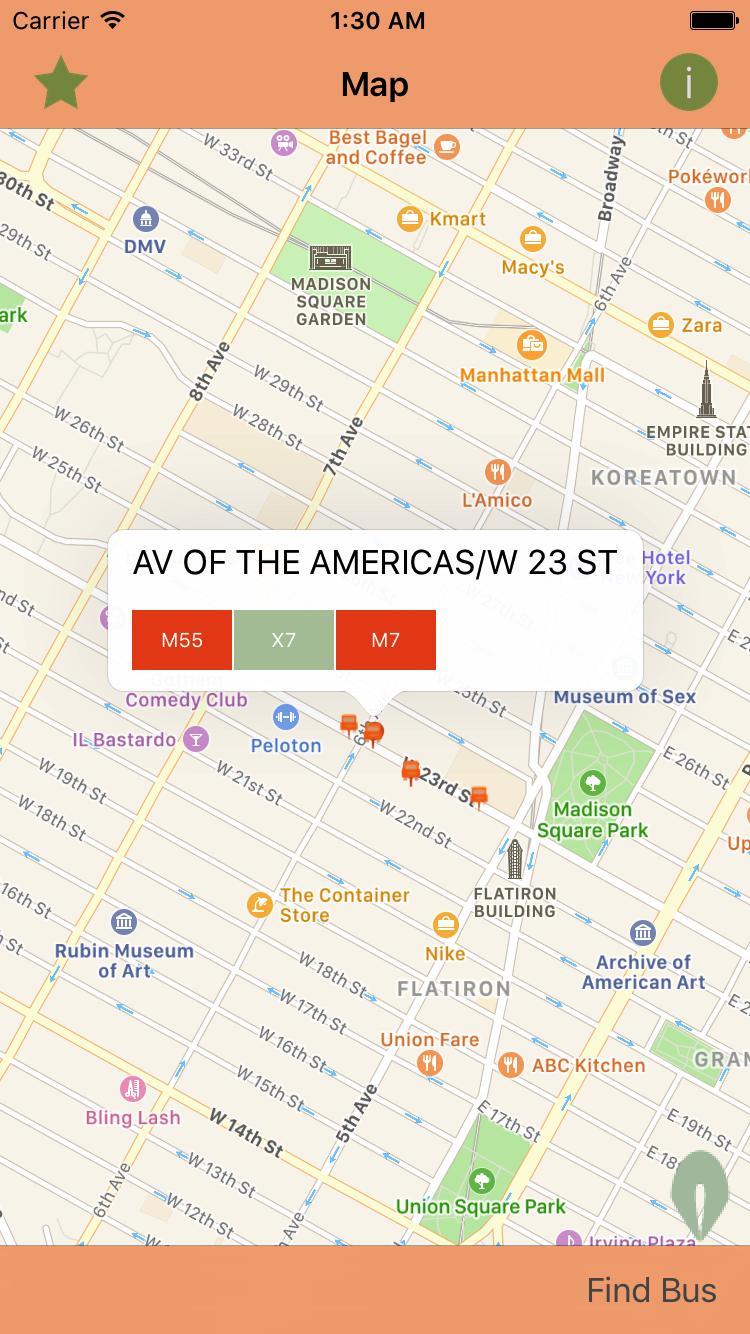 Carrier
1:30 AM
Map
i
W 33rd St
Best Bagel
and Coffee
Broadway
Pokéwor
30th St
DMV
Kmart
29th St
Macy's
6th Ave
MADISON
SQUARE
GARDEN
ark
Zara
8th Ave
Manhattan Mall
W 29th St
W 28th St
W 26th St
7th Ave
EMPIRE STAT
BUILDING
W 25th St
L'Amico
KOREATOWN
Hotel
York
AV OF THE AMERICAS/W 23 ST
M55
X7
M7
nd St
Comedy Club
Museum of Sex
IL Bastardo
Peloton
W 23rd St
E 26th St
W 19th St
W 21st St
W 18th St
W 22nd St
Madison
Square Park
Up
16th St
The Container
Store
FLATIRON
BUILDING
Rubin Museum
of Art
Nike
Archive of
American Art
W 18th St
FLATIRON
W 17th St
W 16th St
Union Fare
ABC Kitchen
GRAM
W 15th St
Bling Lash
W 14th St
5th Ave
E 17th St
E 19th St
W 13th St
E 18th
6th Ave
W 12th St
Union Square Park
Irving Plaza
Find Bus